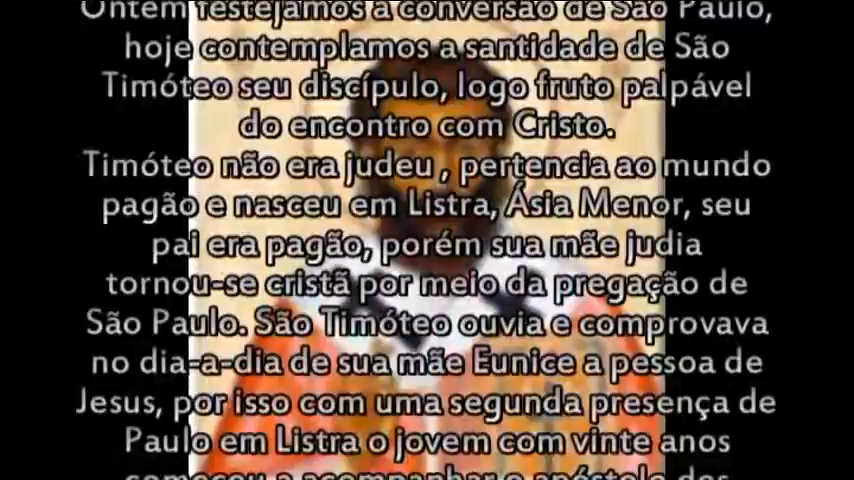 Ontem festejamos a conversão de São Paulo,
hoje contemplamos a santidade de São
Timóteo seu discípulo, logo fruto palpável
do encontro com Cristo.
Timóteo não era judeu , pertencia ao mundo
pagão e nasceu em Listra, Ásia Menor, seu
pai era pagão, porém sua mãe judia
tornou-se cristã por meio da pregação de
São Paulo. São Timóteo ouvia e comprovava
no dia-a-dia de sua mãe Eunice a pessoa de
Jesus, por isso com uma segunda presença de
Paulo em Listra o jovem com vinte anos
começou a acompanhar o apóstolo dos